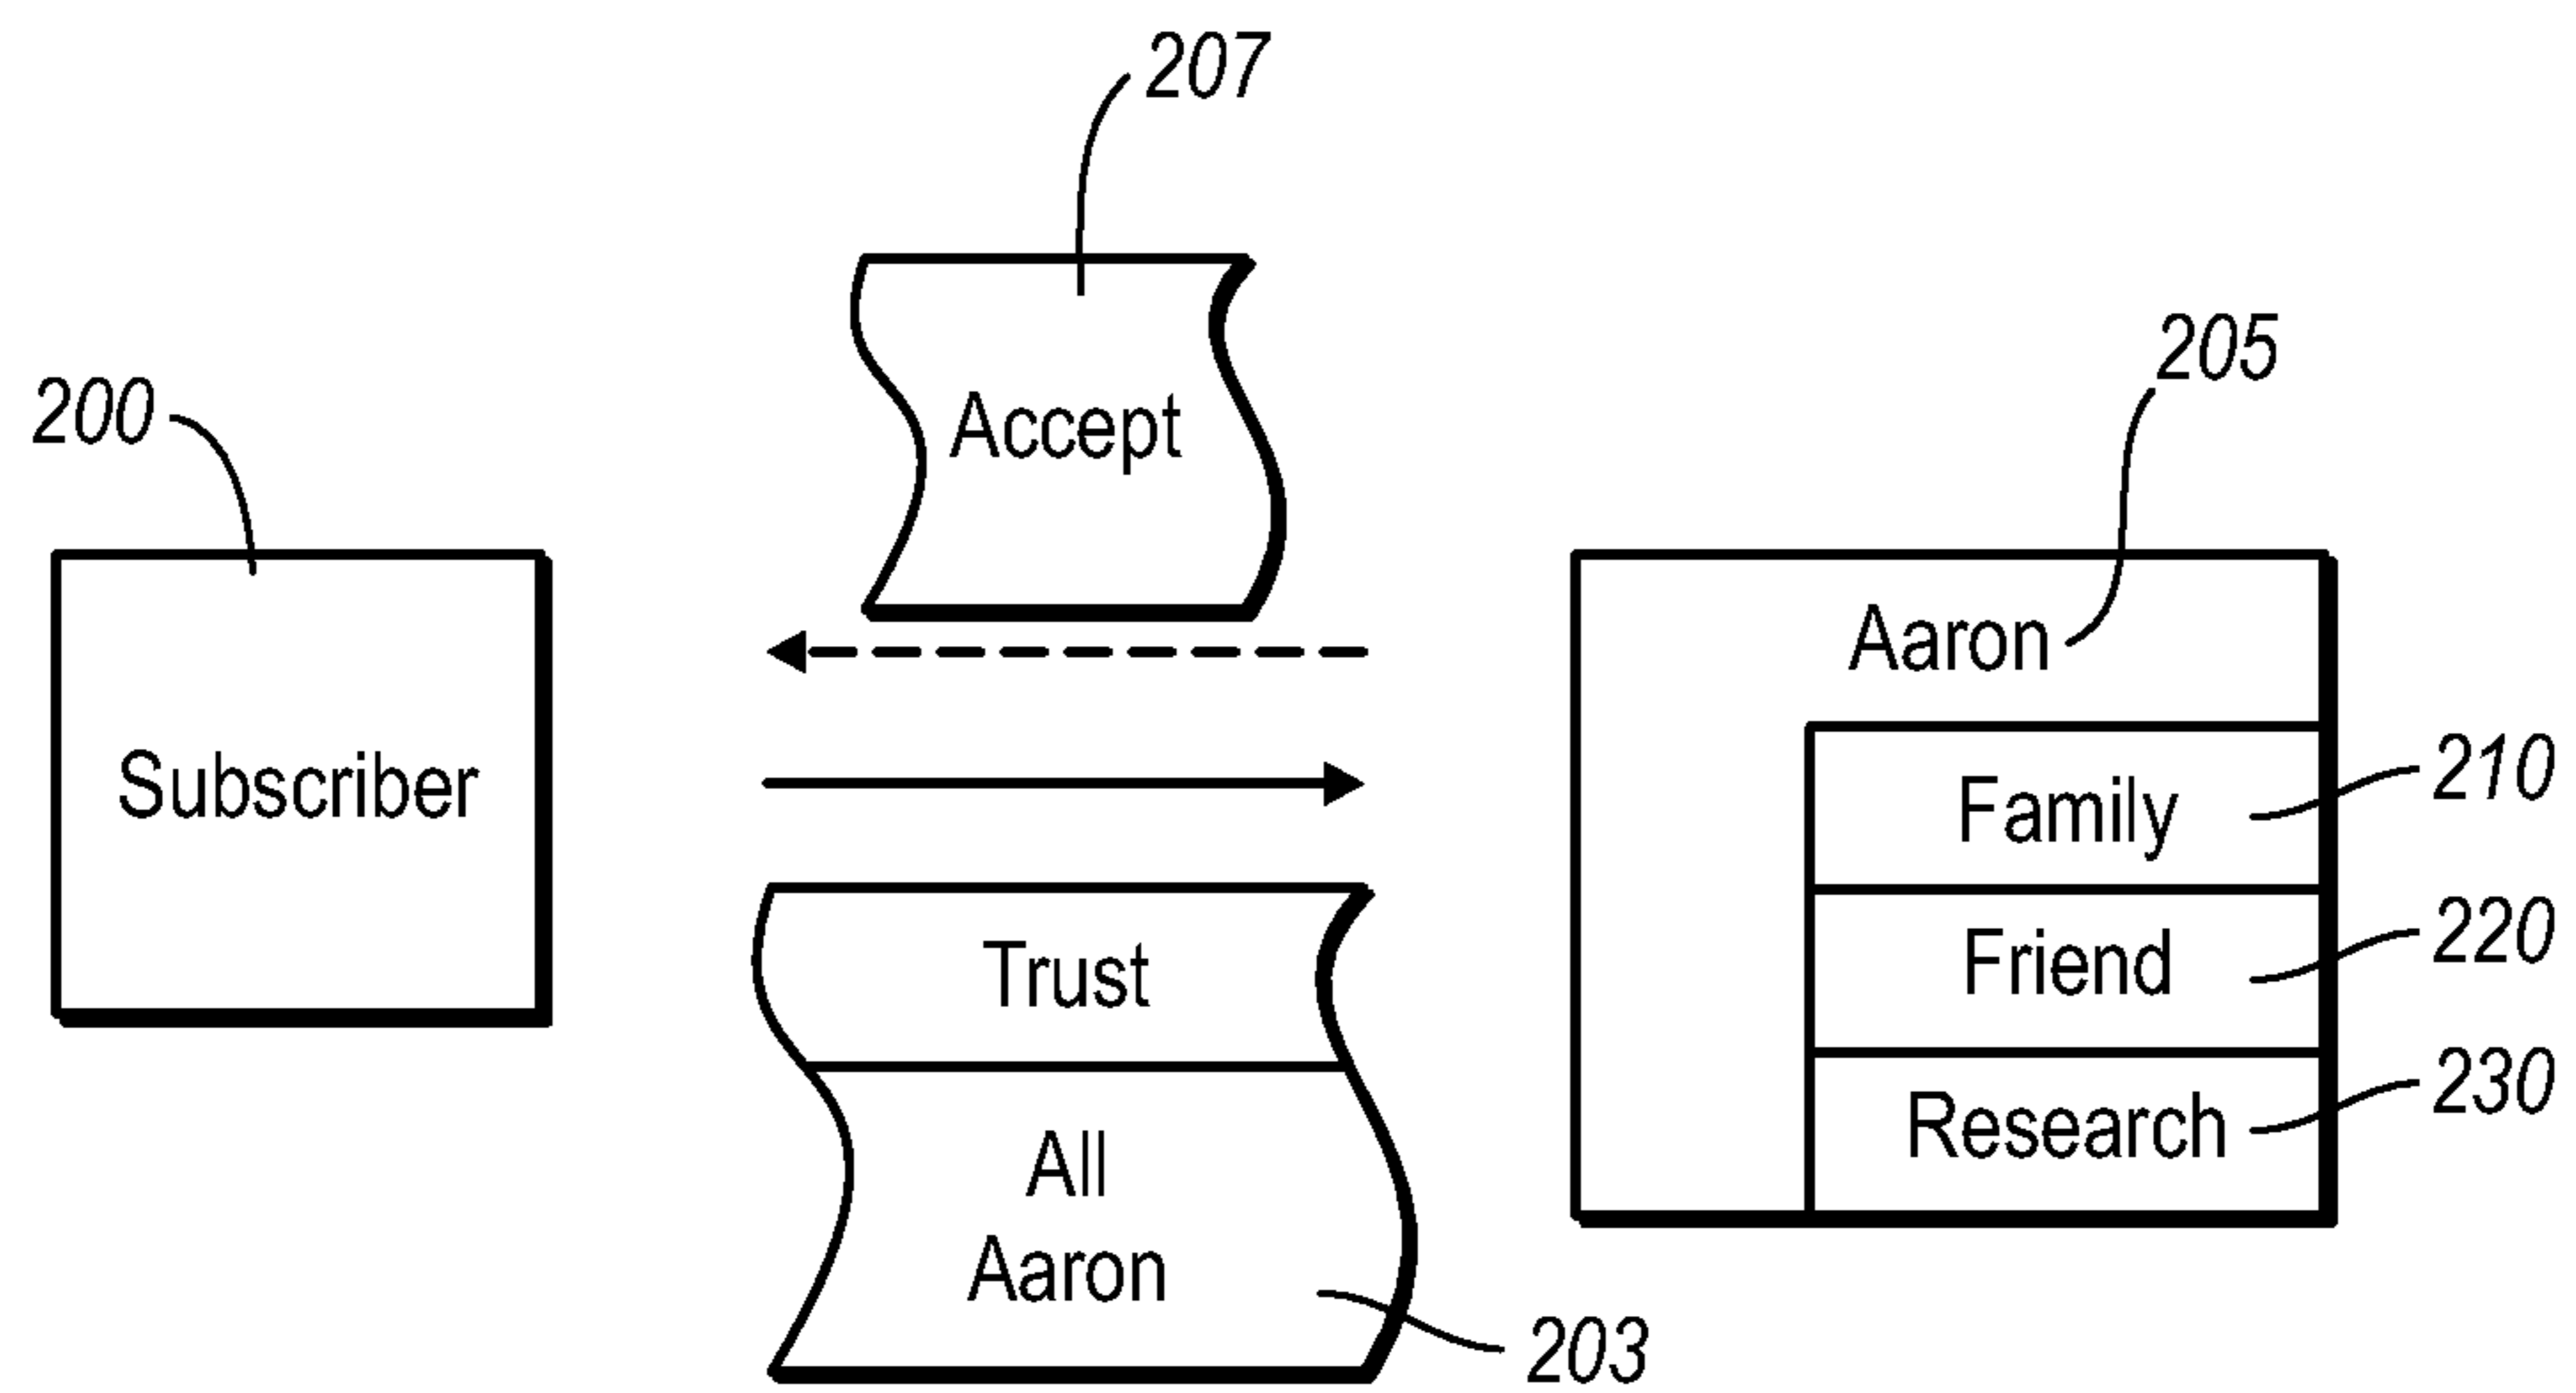 207
Accept
205
200
Subscriber
Aaron
Family
210
Friend
220
Research
230
Trust
All
Aaron
203